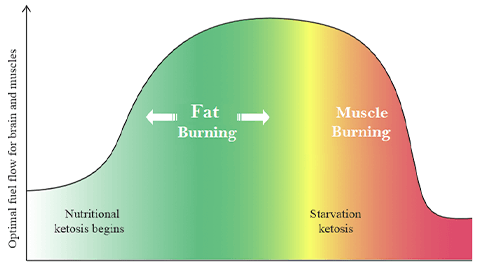 Optimal fuel flow for brain and muscles
Fat
Burning
Muscle
Burning
Nutritional
ketosis begins
Starvation
ketosis